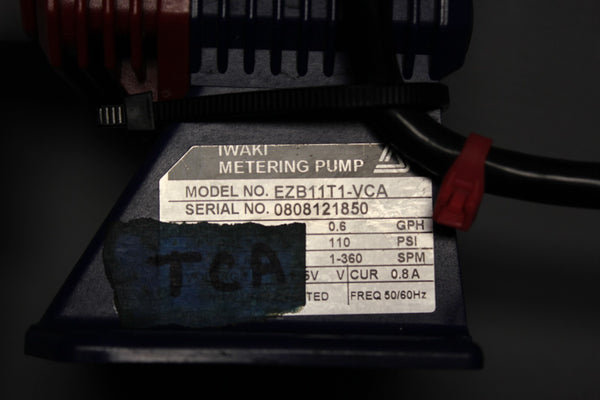 IWAKI
METERING PUMP
MODEL NO. EZB11T1-VCA
SERIAL NO. 0808121850
0.6 GPH
110 PSI
1-360 SPM
V CUR 0.8A
FREQ 50/60Hz
TCA